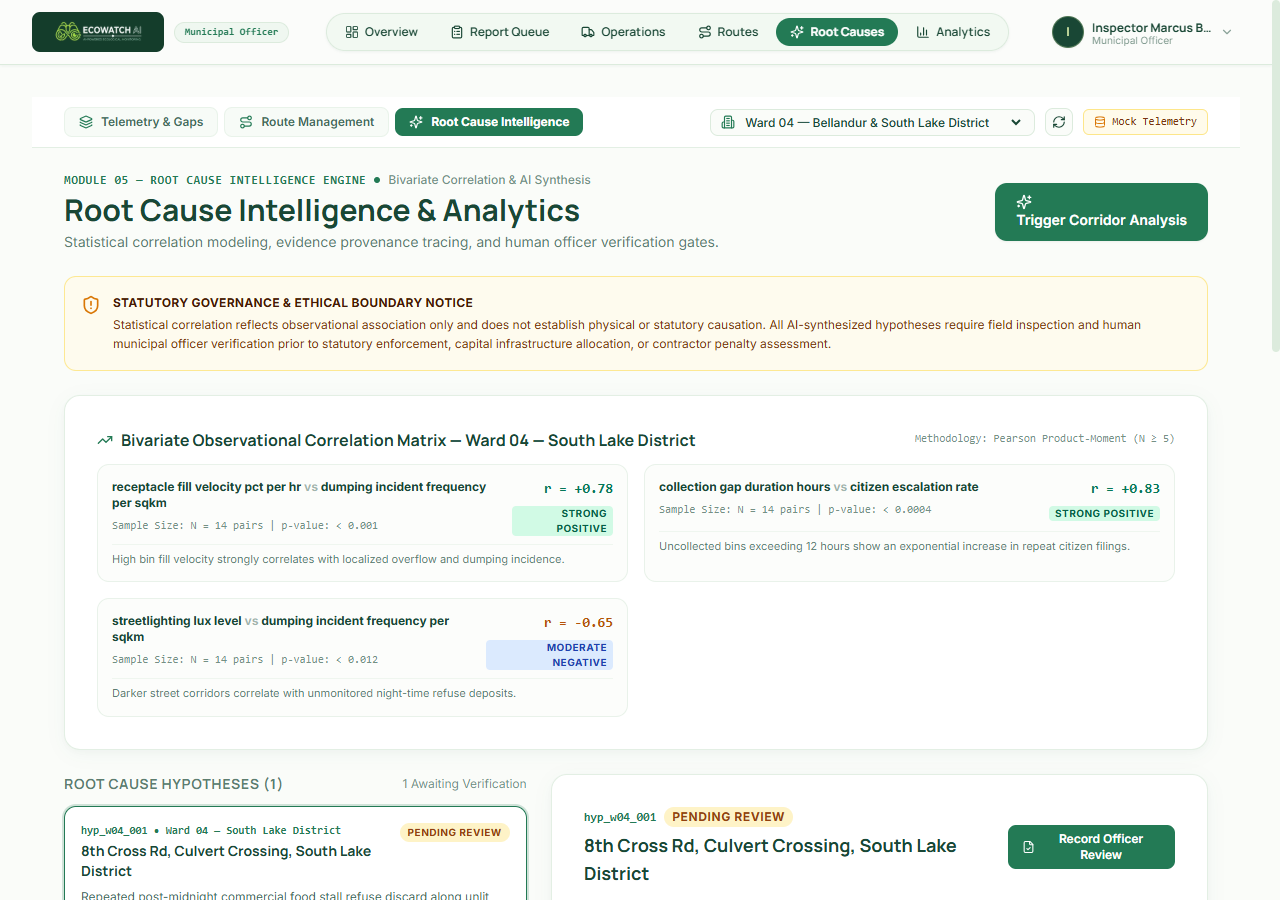 ECOWATCH AI
Municipal Officer
Overview
Report Queue
Operations
Routes
Root Causes
Analytics
I
Inspector Marcus B...
Municipal Officer
Telemetry & Gaps
Route Management
Root Cause Intelligence
Ward 04 — Bellandur & South Lake District
Mock Telemetry
MODULE 05 — ROOT CAUSE INTELLIGENCE ENGINE • Bivariate Correlation & AI Synthesis
Root Cause Intelligence & Analytics
Statistical correlation modeling, evidence provenance tracing, and human officer verification gates.
Trigger Corridor Analysis
STATUTORY GOVERNANCE & ETHICAL BOUNDARY NOTICE
Statistical correlation reflects observational association only and does not establish physical or statutory causation. All AI-synthesized hypotheses require field inspection and human
municipal officer verification prior to statutory enforcement, capital infrastructure allocation, or contractor penalty assessment.
Bivariate Observational Correlation Matrix — Ward 04 — South Lake District
Methodology: Pearson Product-Moment (N ≥ 5)
receptacle fill velocity pct per hr vs dumping incident frequency
per sqkm
r = +0.78
STRONG
POSITIVE
Sample Size: N = 14 pairs | p-value: < 0.001
High bin fill velocity strongly correlates with localized overflow and dumping incidence.
collection gap duration hours vs citizen escalation rate
r = +0.83
STRONG POSITIVE
Sample Size: N = 14 pairs | p-value: < 0.0004
Uncollected bins exceeding 12 hours show an exponential increase in repeat citizen filings.
streetlighting lux level vs dumping incident frequency per
sqkm
r = -0.65
MODERATE
NEGATIVE
Sample Size: N = 14 pairs | p-value: < 0.012
Darker street corridors correlate with unmonitored night-time refuse deposits.
ROOT CAUSE HYPOTHESES (1)
1 Awaiting Verification
hyp_w04_001 • Ward 04 — South Lake District
PENDING REVIEW
8th Cross Rd, Culvert Crossing, South Lake
District
Repeated post-midnight commercial food stall refuse discard along unlit
hyp_w04_001
PENDING REVIEW
8th Cross Rd, Culvert Crossing, South Lake
District
Record Officer
Review